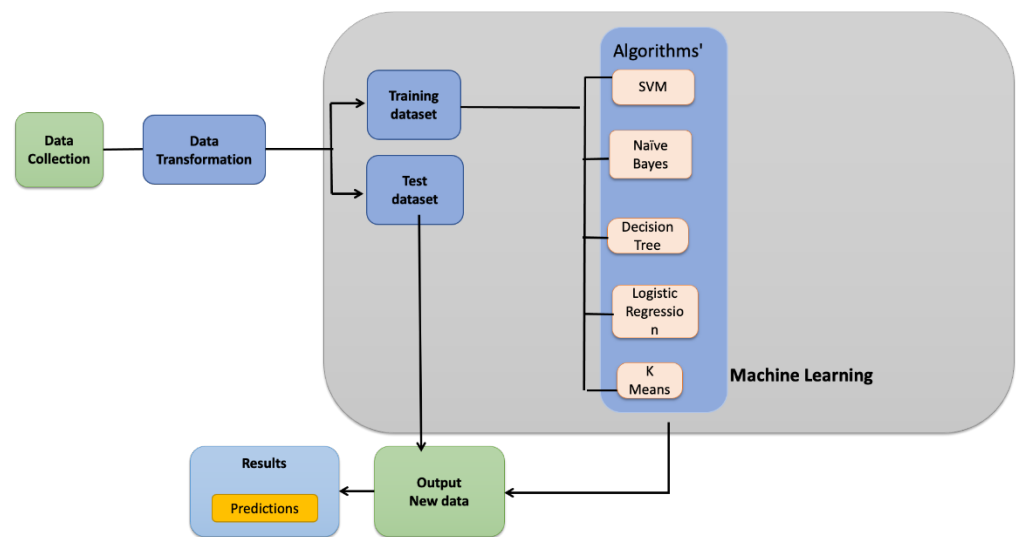 Algorithms'
SVM
Training
dataset
Data
Collection
Data
Transformation
Naïve
Bayes
Test
dataset
Decision
Tree
Logistic
Regressio
n
K
Means
Machine Learning
Results
Predictions
Output
New data